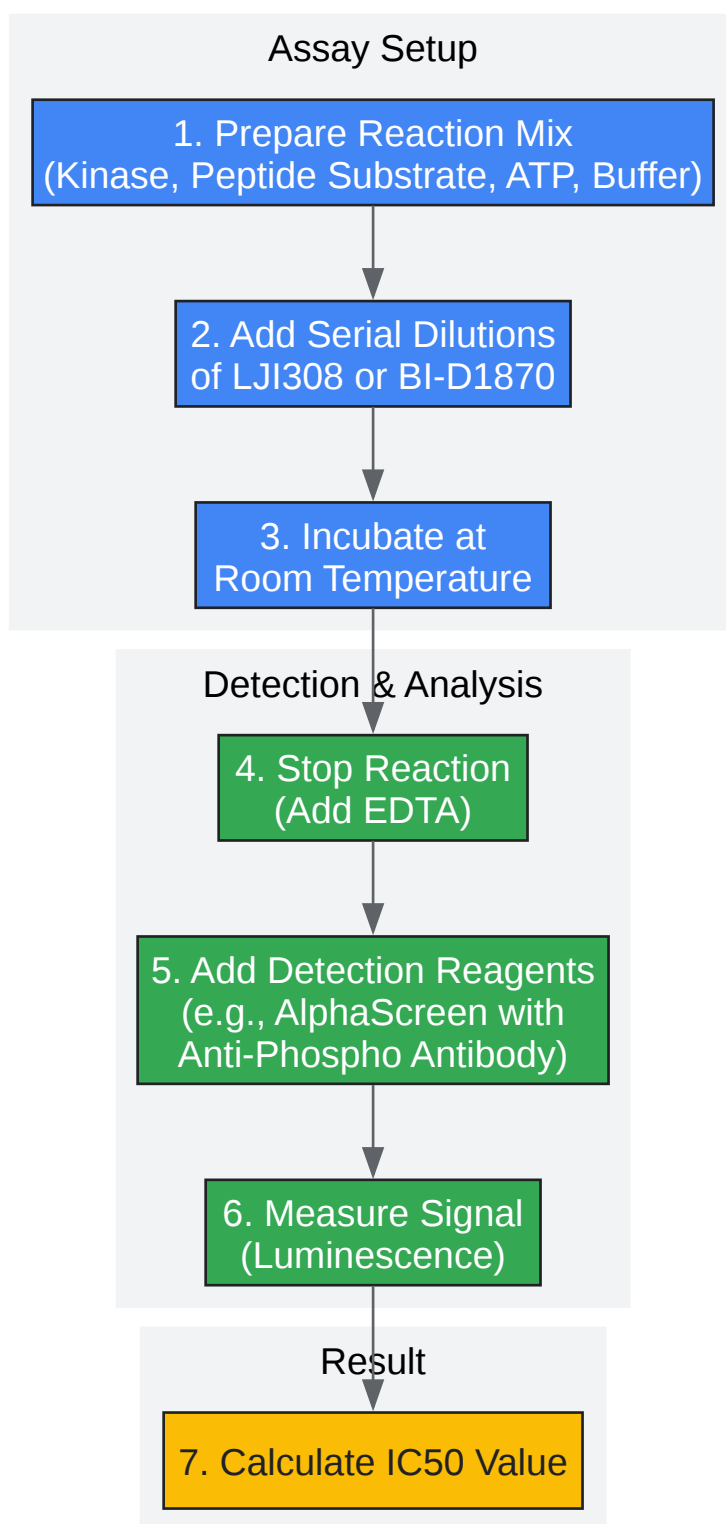 Assay Setup
1. Prepare Reaction Mix
(Kinase, Peptide Substrate, ATP, Buffer)
2. Add Serial Dilutions
of LJI308 or BI-D1870
3. Incubate at
Room Temperature
Detection & Analysis
4. Stop Reaction
(Add EDTA)
5. Add Detection Reagents
(e.g., AlphaScreen with
Anti-Phospho Antibody)
6. Measure Signal
(Luminescence)
Result
7. Calculate IC50 Value